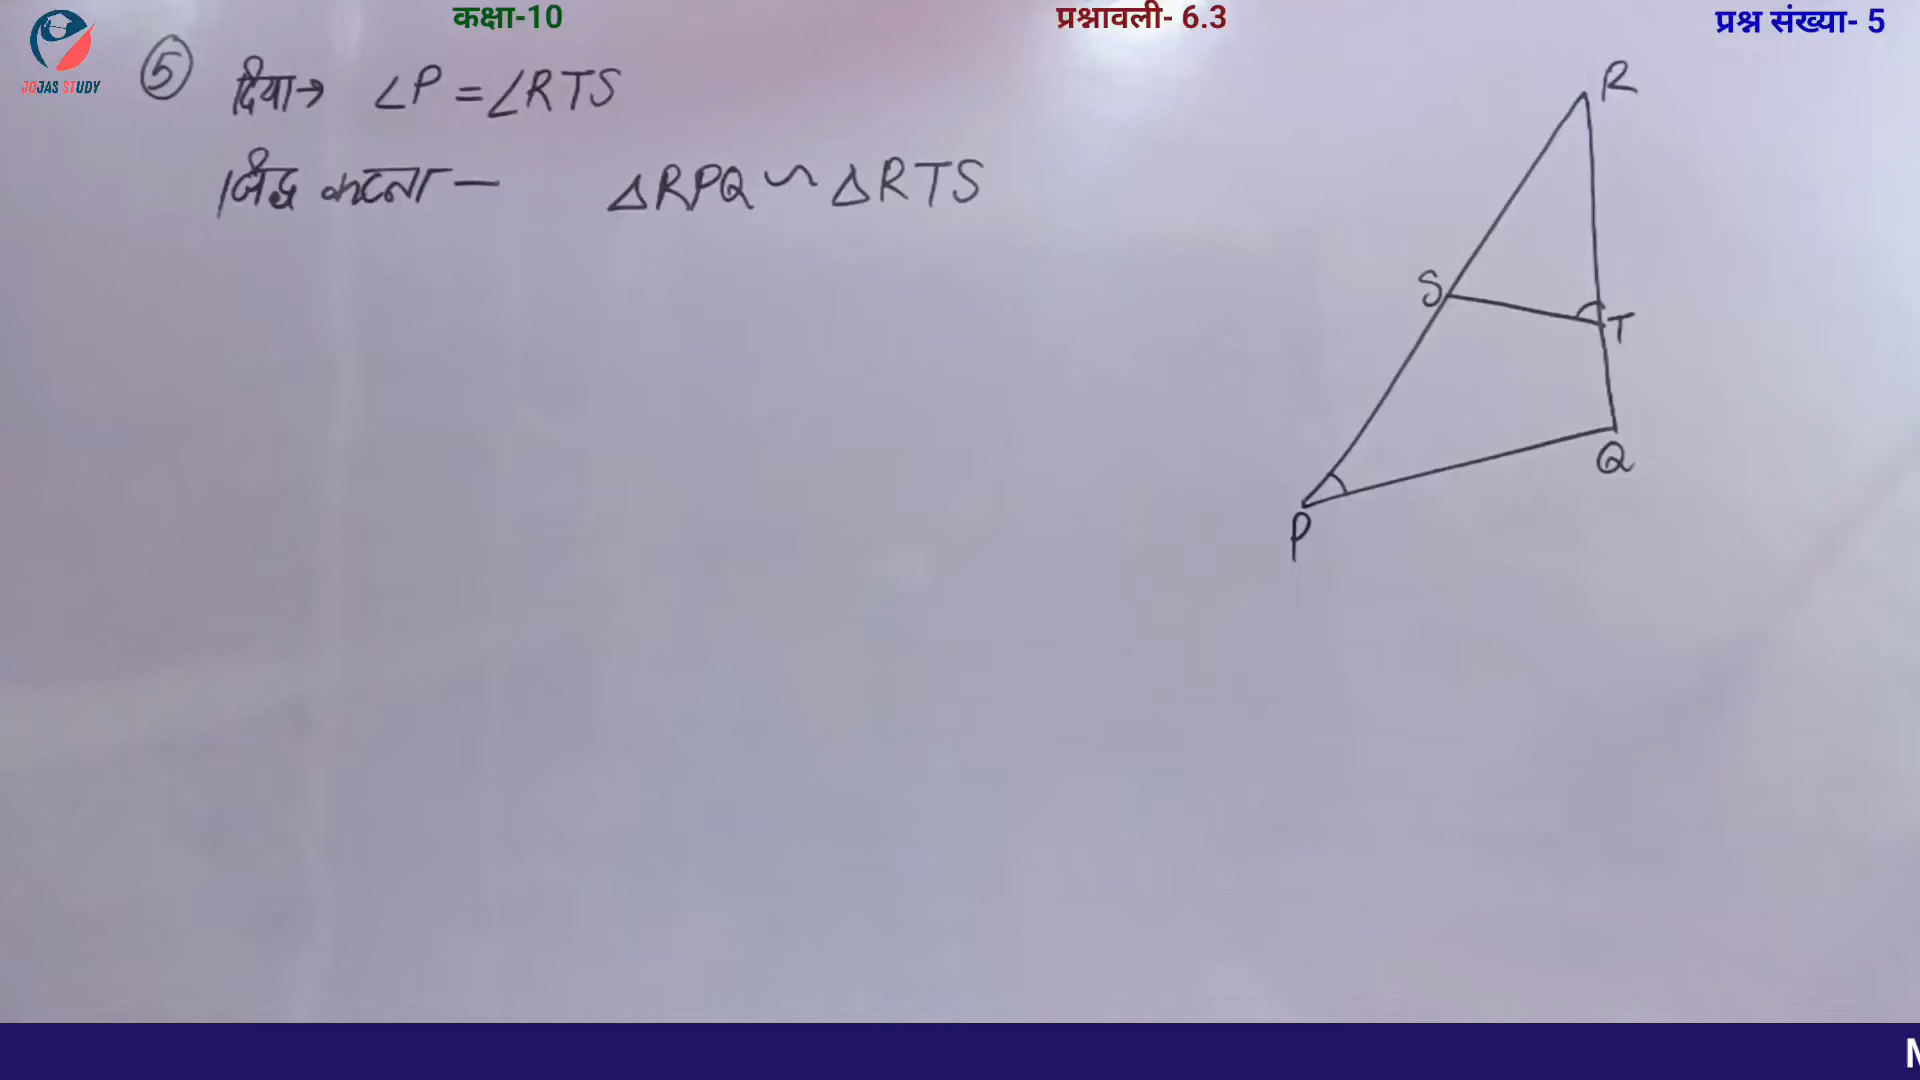 कक्षा-10
प्रश्नावली- 6.3
प्रश्न संख्या- 5
JOJAS STUDY
5 दिया→ ∠P = ∠RTS
सिद्ध करना — △RPQ ∽ △RTS
R
S
T
Q
P